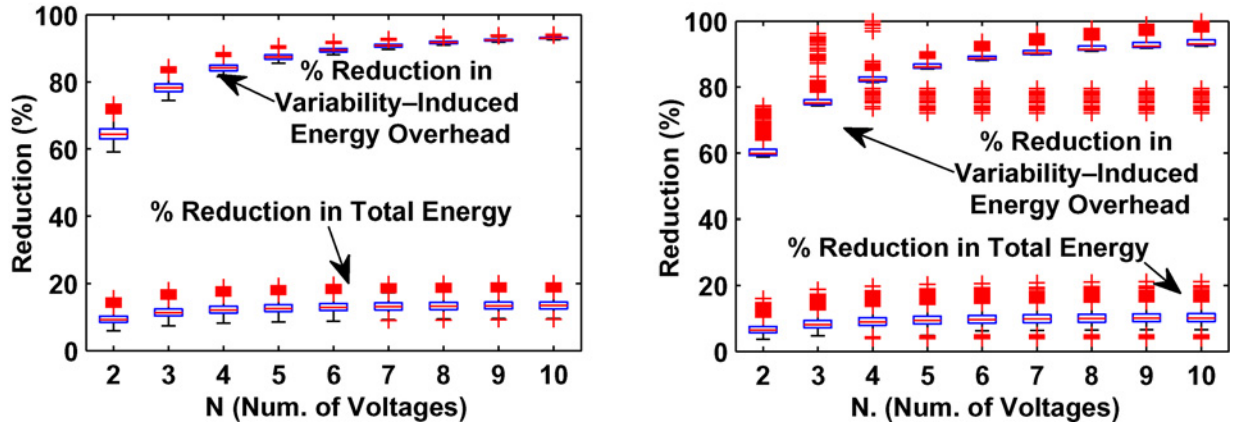 100
80
60
40
20
0
Reduction (%)
% Reduction in
Variability–Induced
Energy Overhead
% Reduction in Total Energy
2 3 4 5 6 7 8 9 10
N (Num. of Voltages)
100
80
60
40
20
0
Reduction (%)
% Reduction in
Variability–Induced
Energy Overhead
% Reduction in Total Energy
2 3 4 5 6 7 8 9 10
N. (Num. of Voltages)